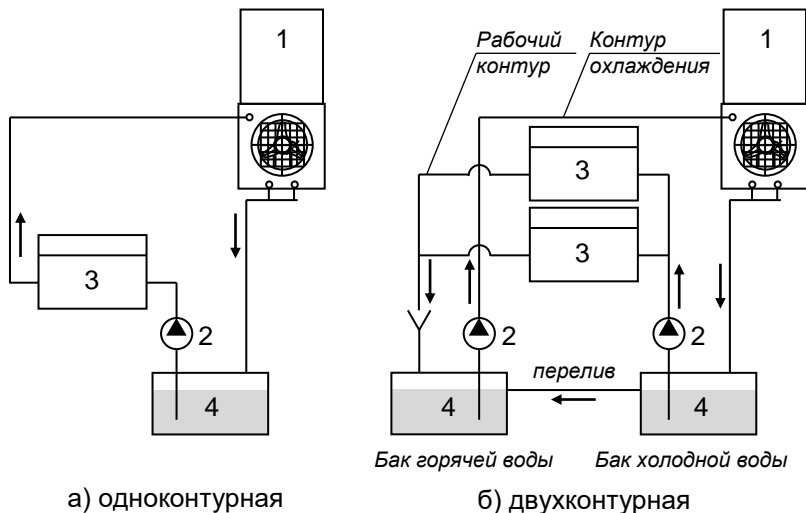 1
3
2
4
а) одноконтурная
Рабочий
контур
Контур
охлаждения
1
3
3
2
2
перелив
4
4
Бак горячей воды
Бак холодной воды
б) двухконтурная